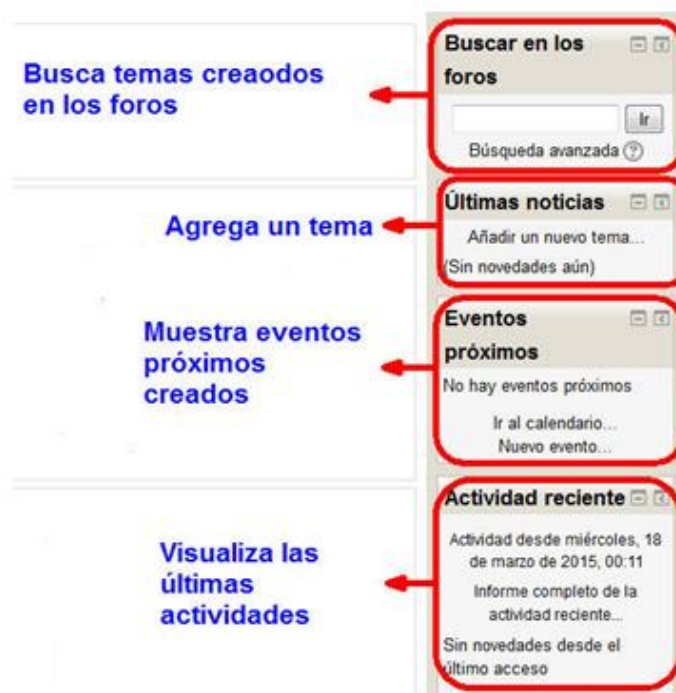 Busca temas creaodos
en los foros
Buscar en los
foros
Ir
Búsqueda avanzada ?
Agrega un tema
Últimas noticias
Añadir un nuevo tema...
(Sin novedades aún)
Muestra eventos
próximos
creados
Eventos
próximos
No hay eventos próximos
Ir al calendario...
Nuevo evento...
Visualiza las
últimas
actividades
Actividad reciente
Actividad desde miércoles, 18
de marzo de 2015, 00:11
Informe completo de la
actividad reciente...
Sin novedades desde el
último acceso